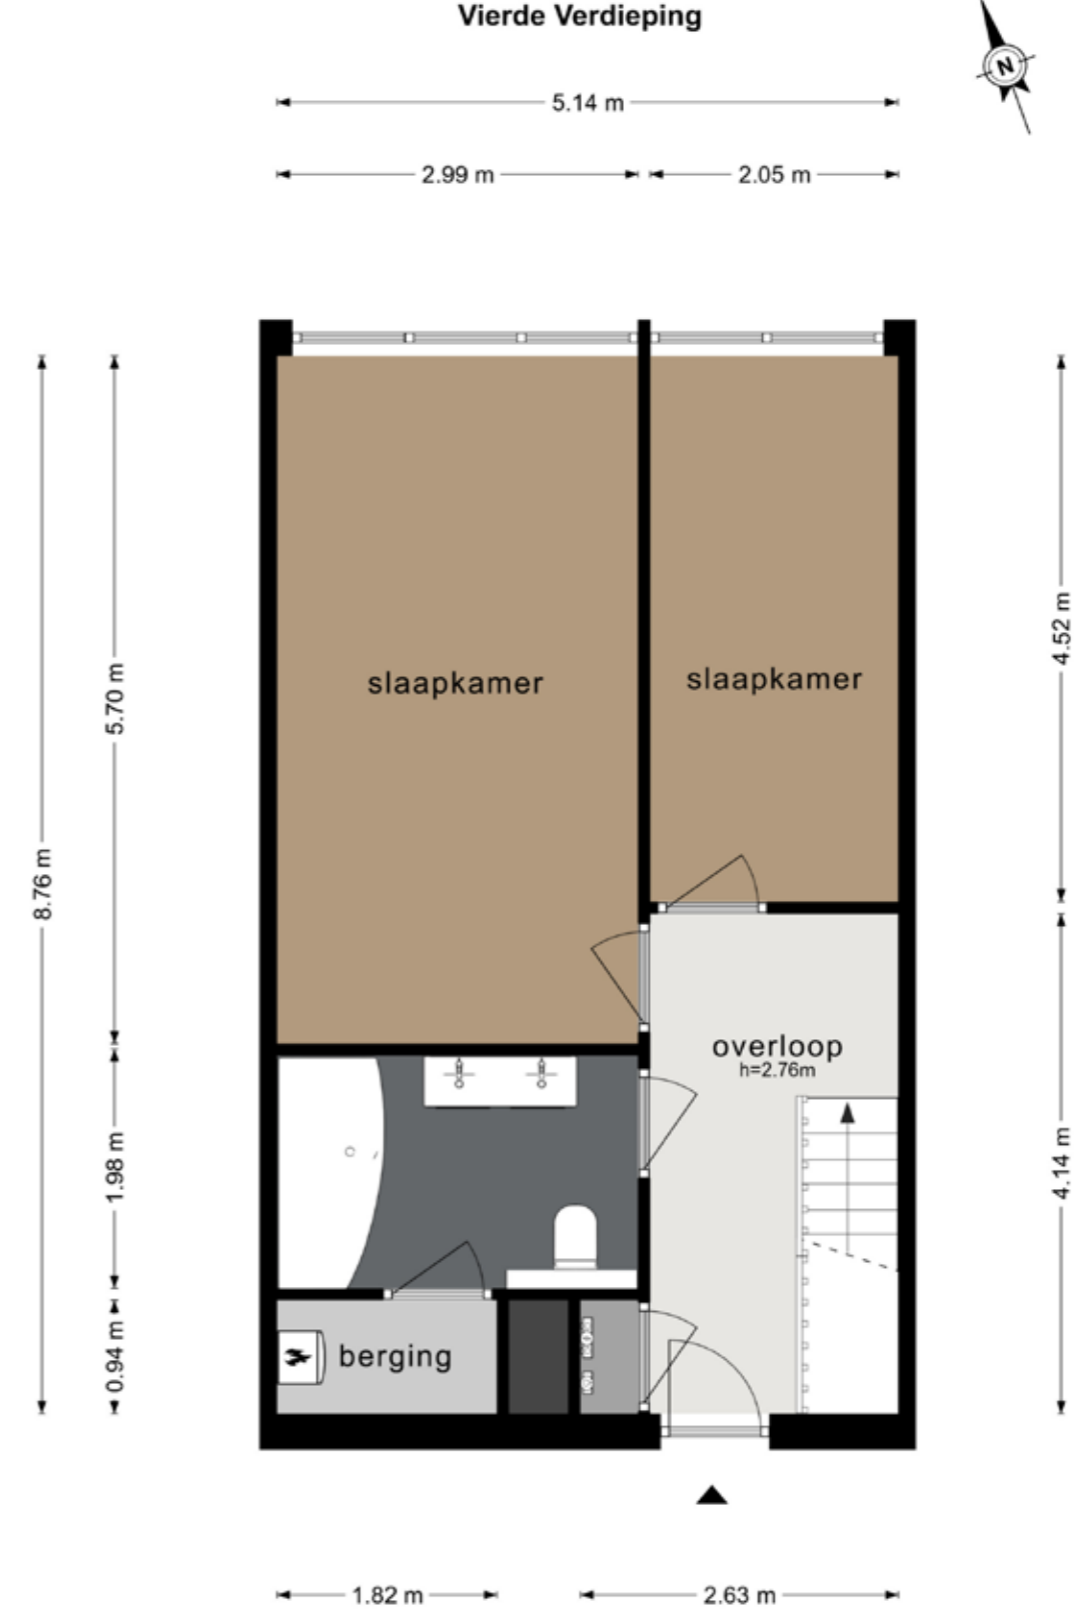 Vierde Verdieping
N
5.14 m
2.99 m
2.05 m
4.52 m
5.70 m
slaapkamer
slaapkamer
8.76 m
overloop
h=2.76m
1.98 m
4.14 m
0.94 m
berging
1.82 m
2.63 m